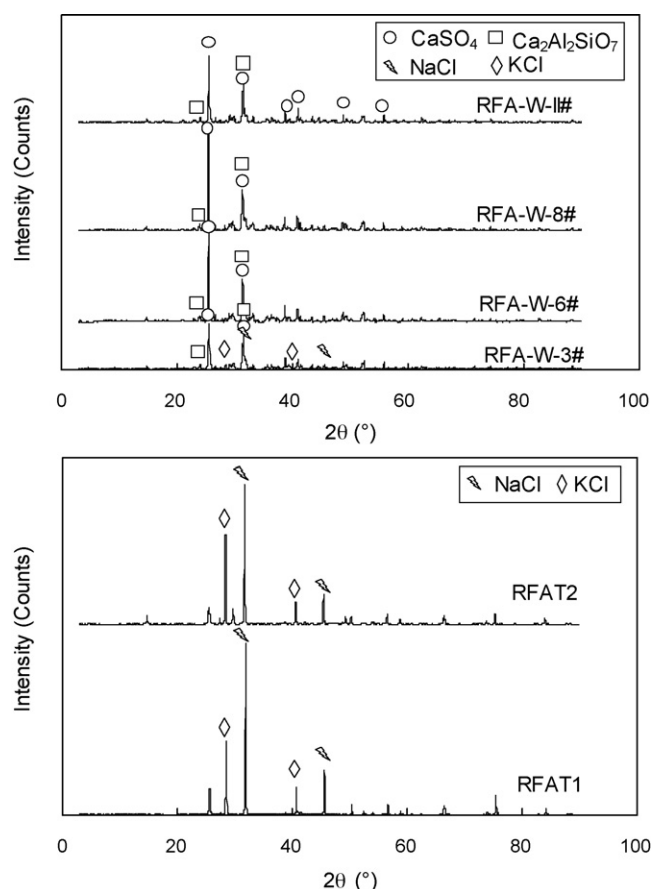 CaSO4 Ca2Al2SiO7
NaCl KCl
RFA-W-II#
RFA-W-8#
RFA-W-6#
RFA-W-3#
Intensity (Counts)
0 20 40 60 80 100
2θ (°)
NaCl KCl
RFAT2
RFAT1
Intensity (Counts)
0 20 40 60 80 100
2θ (°)